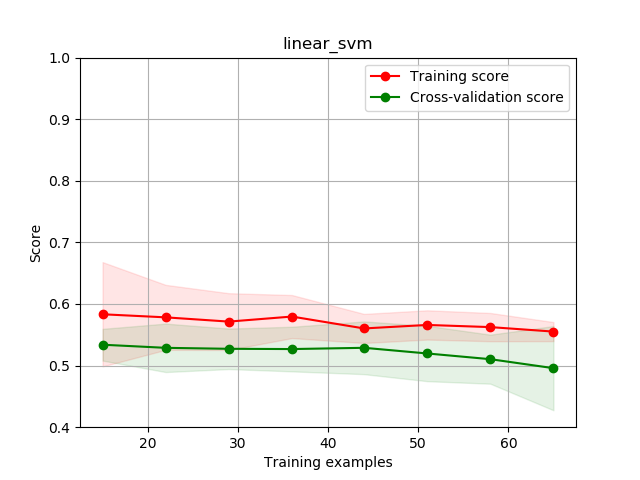 linear_svm
1.0
0.9
0.8
0.7
0.6
0.5
0.4
Score
Training score
Cross-validation score
20 30 40 50 60
Training examples